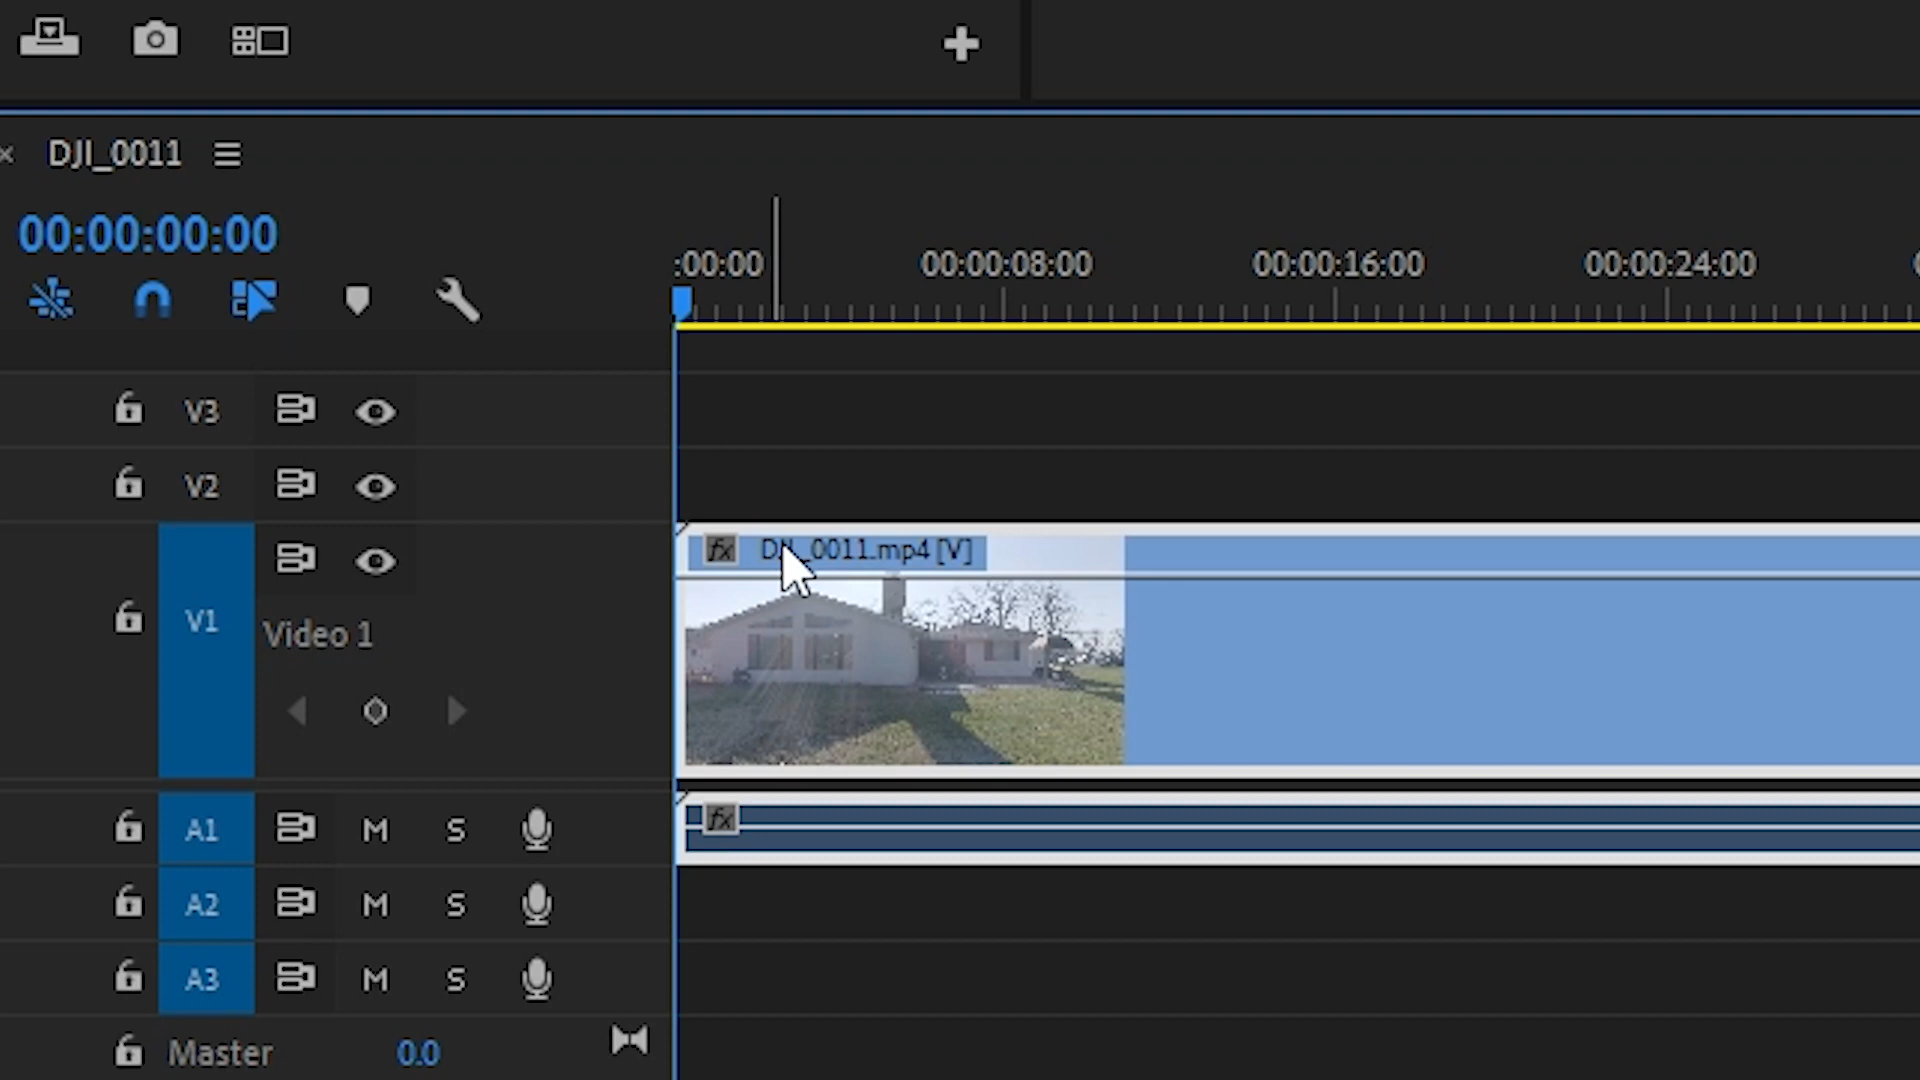 DJI_0011
00:00:00:00
:00:00 00:00:08:00 00:00:16:00 00:00:24:00
V3
V2
fx DJI_0011.mp4 [V]
V1
Video 1
A1 M S fx
A2 M S
A3 M S
Master 0.0